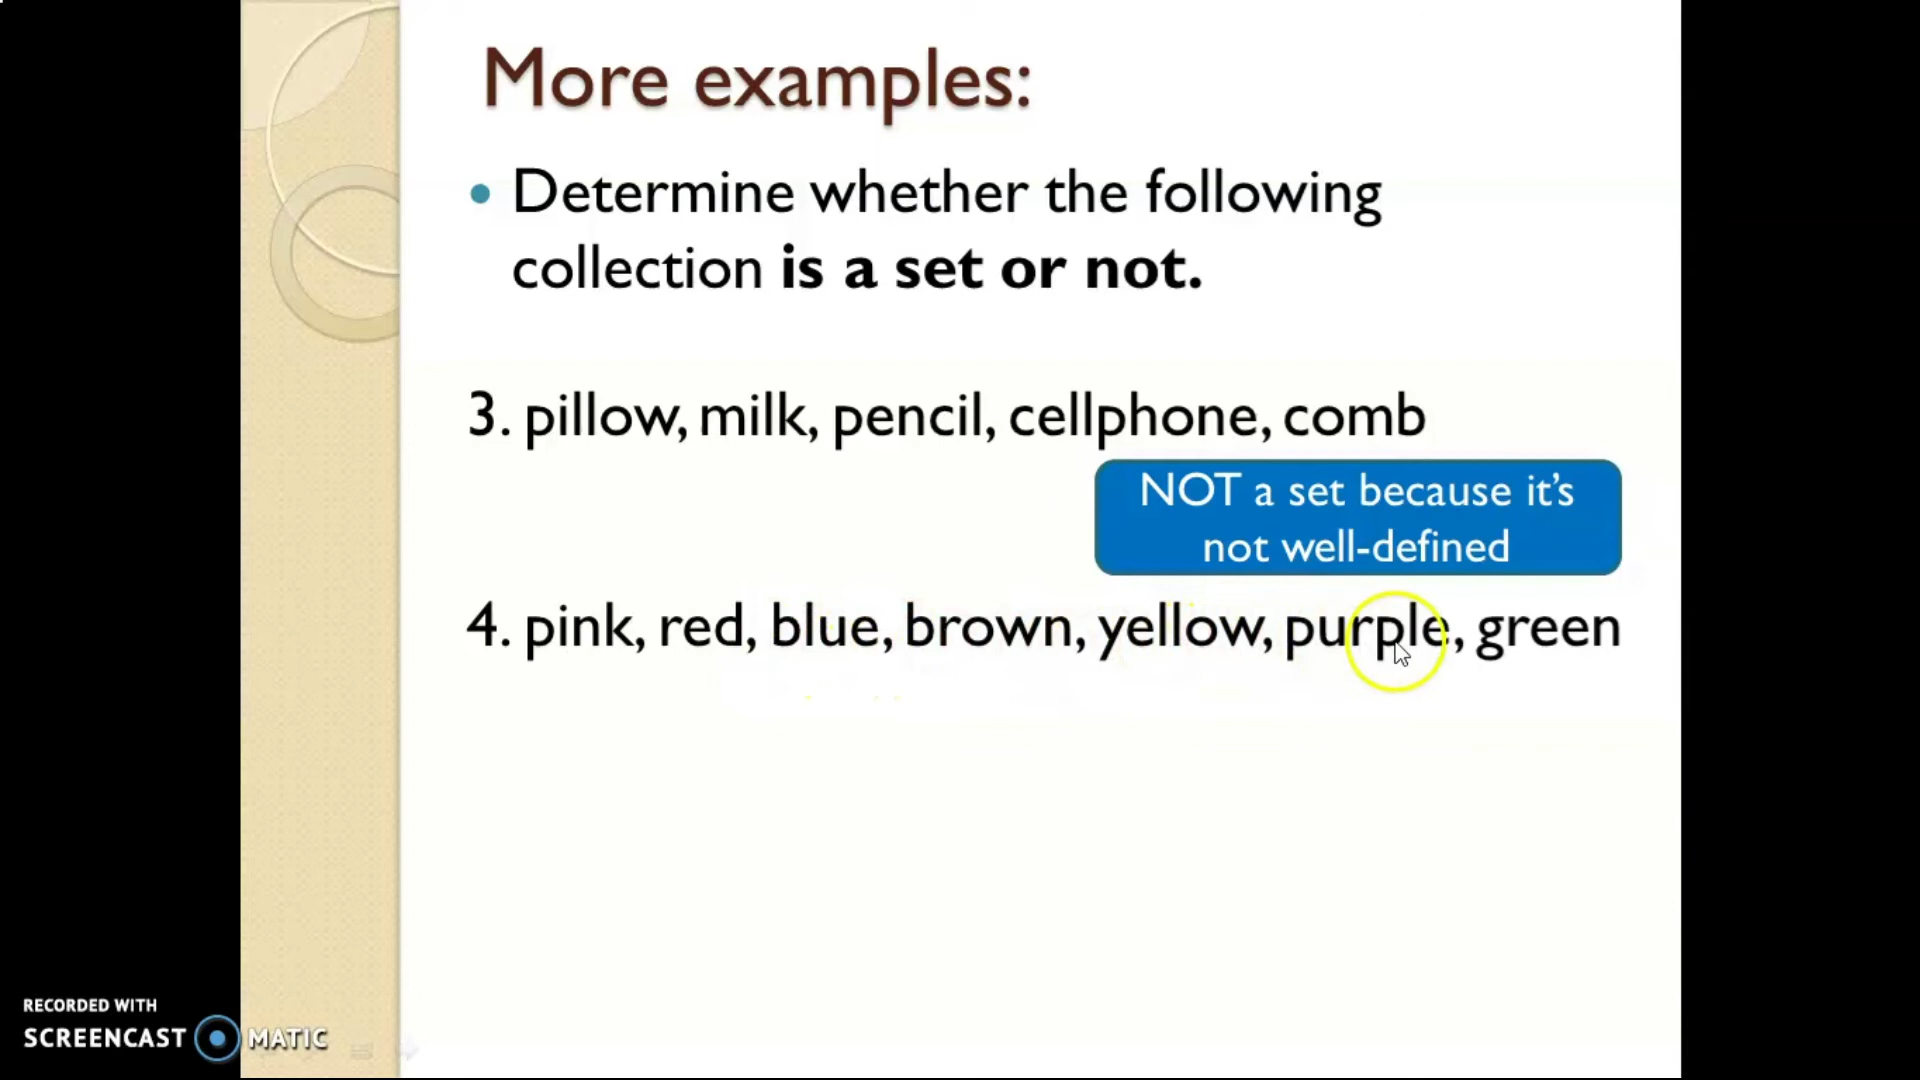 More examples:
Determine whether the following
collection is a set or not.
3. pillow, milk, pencil, cellphone, comb
NOT a set because it’s
not well-defined
4. pink, red, blue, brown, yellow, purple, green
RECORDED WITH
SCREENCAST MATIC